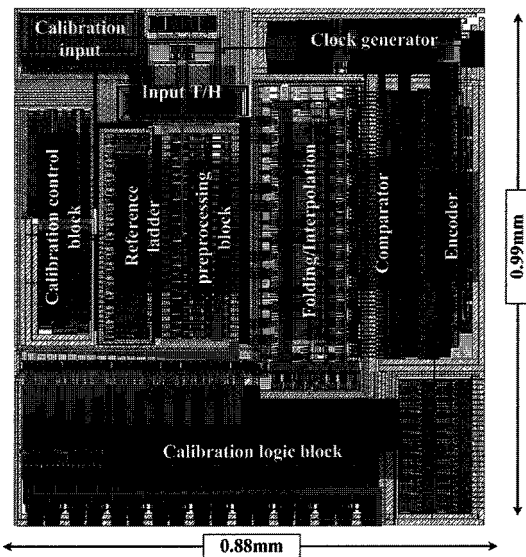 Calibration
input
Clock generator
Input T/H
Calibration control
block
Reference
ladder
preprocessing
block
Folding/Interpolation
Comparator
Encoder
0.99mm
Calibration logic block
0.88mm